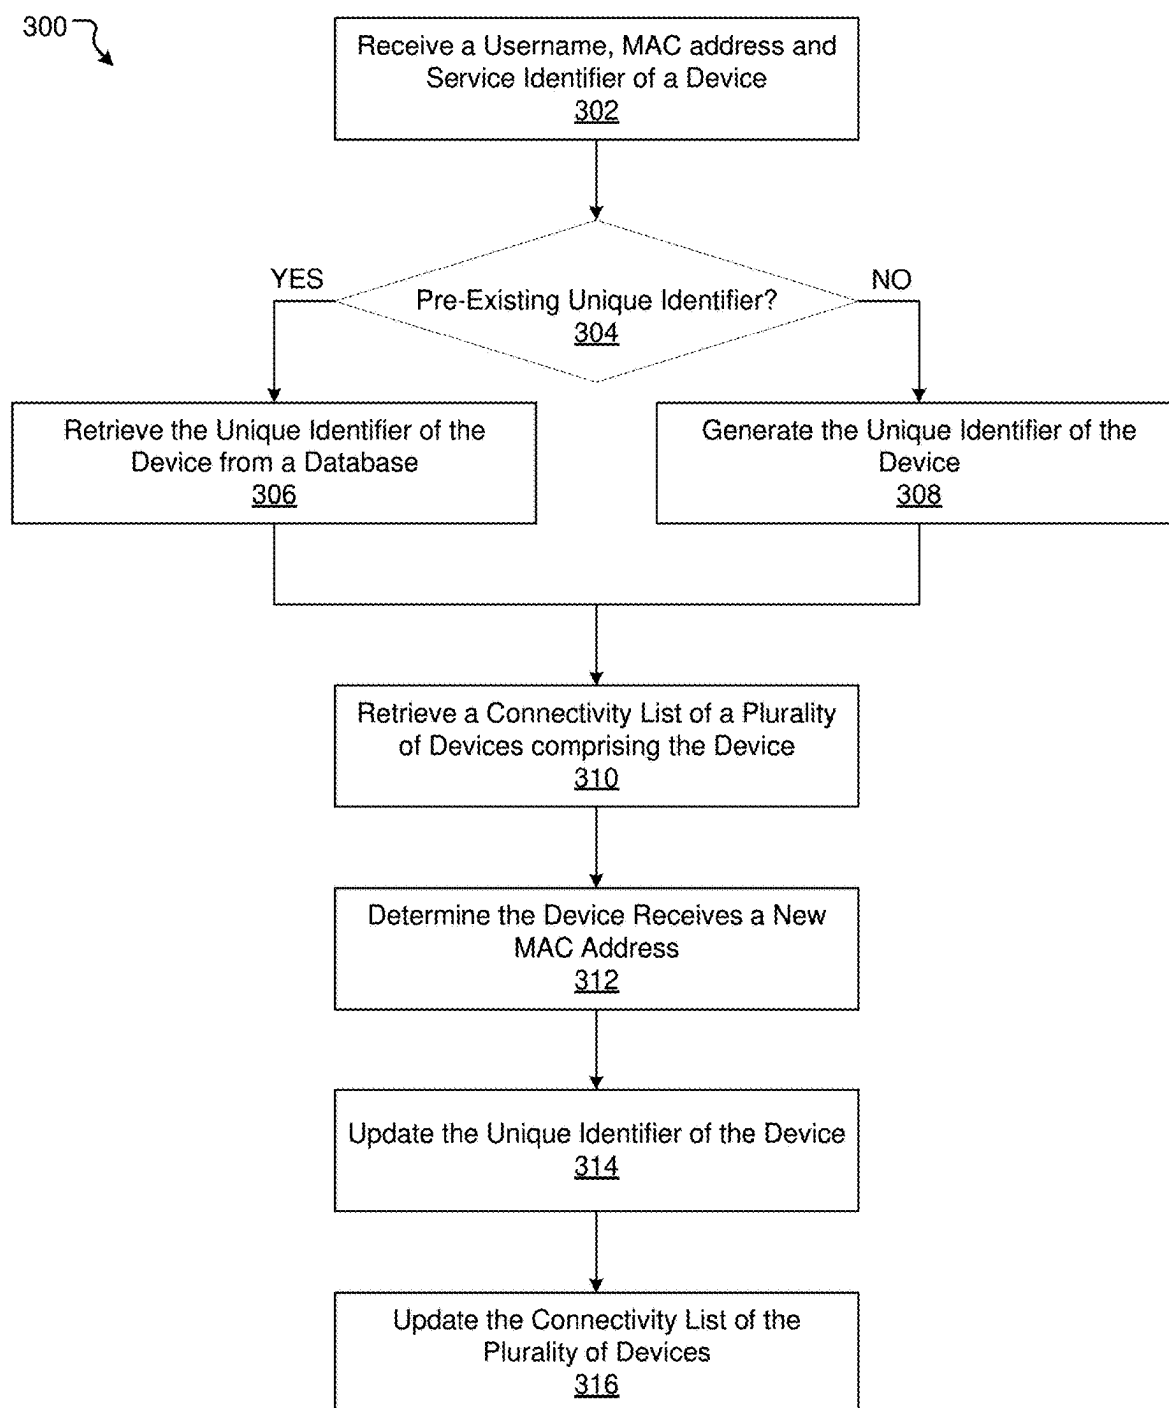 300
Receive a Username, MAC address and
Service Identifier of a Device
302
YES
NO
Pre-Existing Unique Identifier?
304
Retrieve the Unique Identifier of the
Device from a Database
306
Generate the Unique Identifier of the
Device
308
Retrieve a Connectivity List of a Plurality
of Devices comprising the Device
310
Determine the Device Receives a New
MAC Address
312
Update the Unique Identifier of the Device
314
Update the Connectivity List of the
Plurality of Devices
316